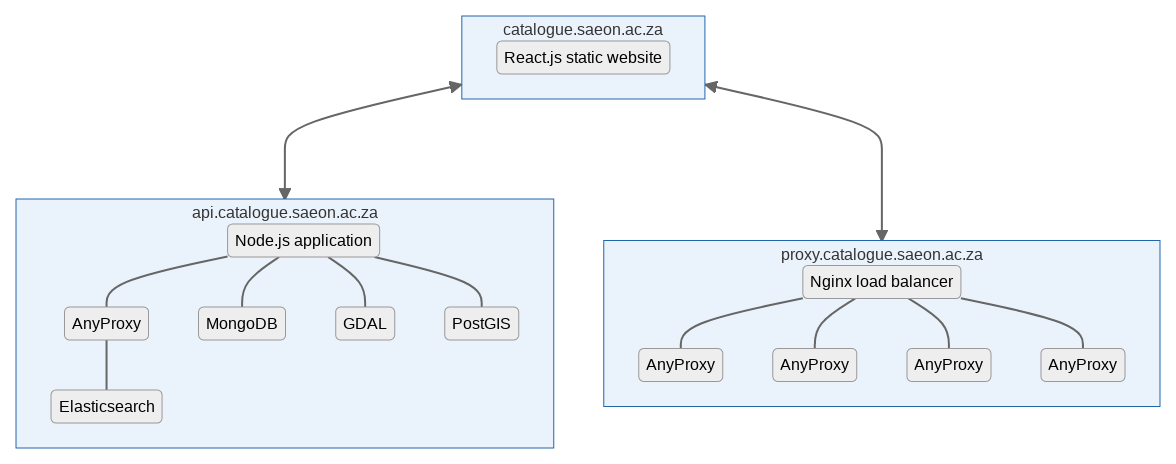 catalogue.saeon.ac.za
React.js static website
api.catalogue.saeon.ac.za
Node.js application
AnyProxy
MongoDB
GDAL
PostGIS
Elasticsearch
proxy.catalogue.saeon.ac.za
Nginx load balancer
AnyProxy
AnyProxy
AnyProxy
AnyProxy